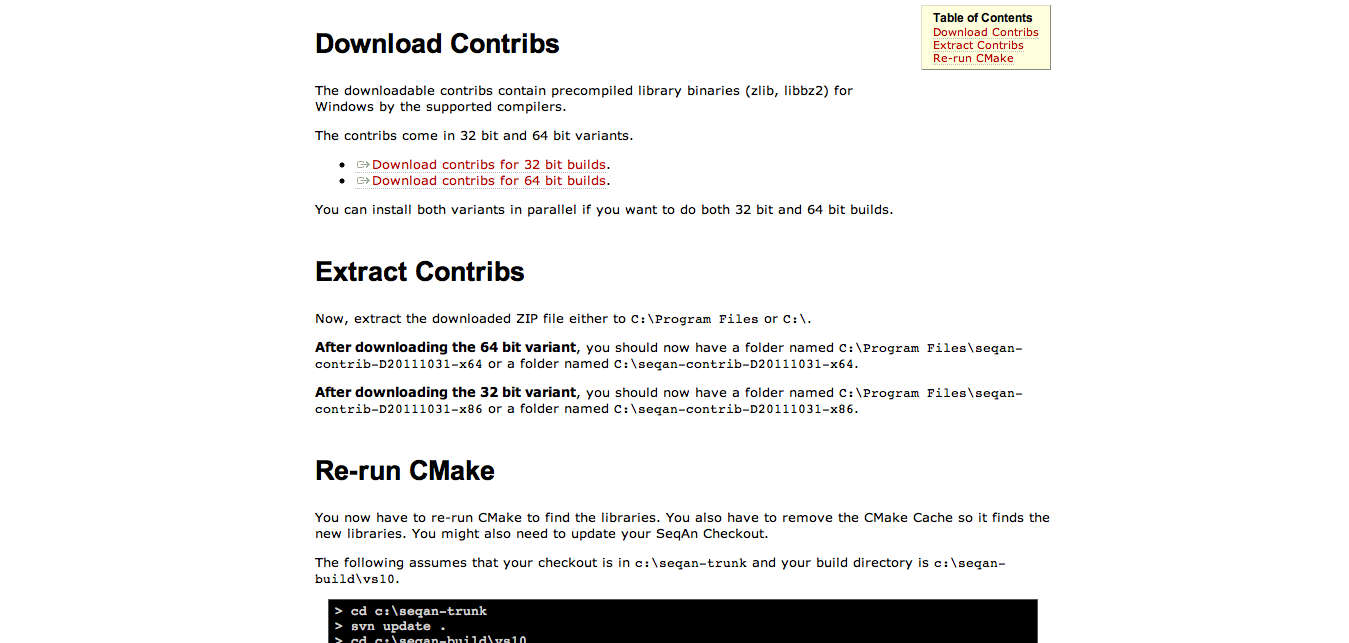 Table of Contents
Download Contribs
Extract Contribs
Re-run CMake
Download Contribs
The downloadable contribs contain precompiled library binaries (zlib, libbz2) for
Windows by the supported compilers.
The contribs come in 32 bit and 64 bit variants.
• Download contribs for 32 bit builds.
• Download contribs for 64 bit builds.
You can install both variants in parallel if you want to do both 32 bit and 64 bit builds.
Extract Contribs
Now, extract the downloaded ZIP file either to C:\Program Files or C:\.
After downloading the 64 bit variant, you should now have a folder named C:\Program Files\seqan-
contrib-D20111031-x64 or a folder named C:\seqan-contrib-D20111031-x64.
After downloading the 32 bit variant, you should now have a folder named C:\Program Files\seqan-
contrib-D20111031-x86 or a folder named C:\seqan-contrib-D20111031-x86.
Re-run CMake
You now have to re-run CMake to find the libraries. You also have to remove the CMake Cache so it finds the
new libraries. You might also need to update your SeqAn Checkout.
The following assumes that your checkout is in c:\seqan-trunk and your build directory is c:\seqan-
build\vs10.
> cd c:\seqan-trunk
> svn update .
> cd c:\seqan-build\vs10